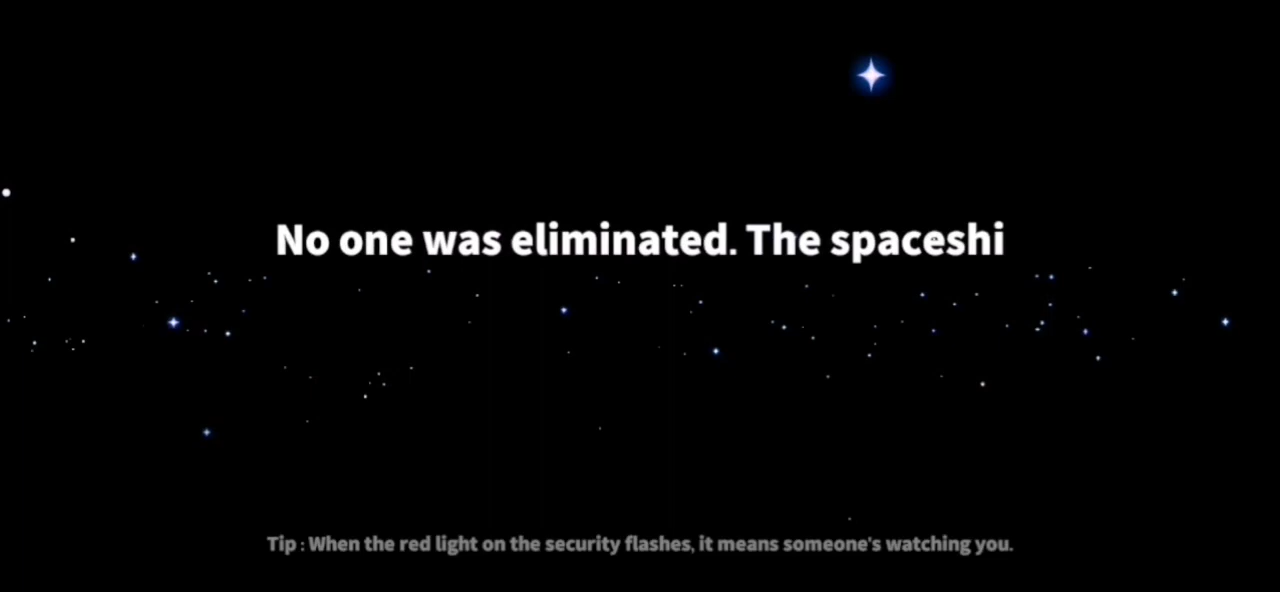 No one was eliminated. The spaceshi
Tip : When the red light on the security flashes, it means someone's watching you.